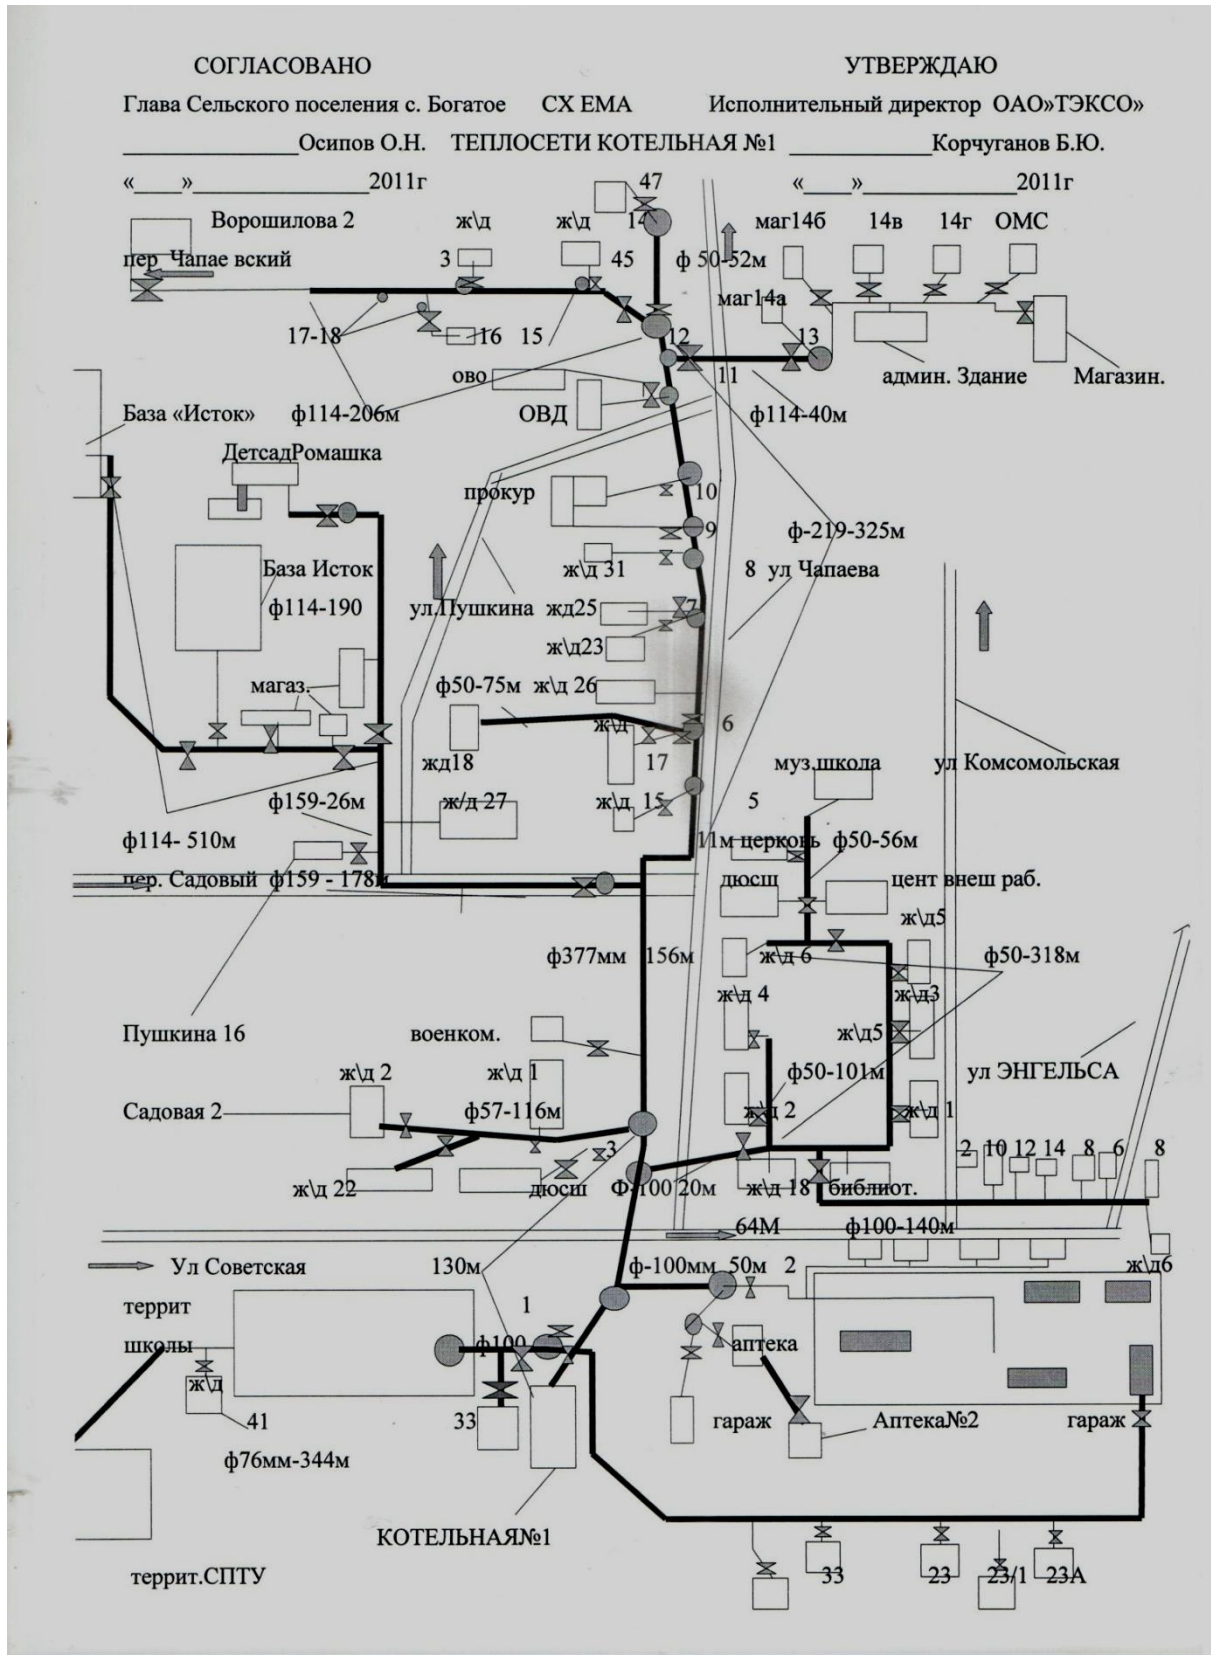 СОГЛАСОВАНО УТВЕРЖДАЮ
Глава Сельского поселения с. Богатое СХ ЕМА Исполнительный директор ОАО»ТЭКСО»
_______________Осипов О.Н. ТЕПЛОСЕТИ КОТЕЛЬНАЯ №1 ____________Корчуганов Б.Ю.
«____»_______________2011г 47 «____»_____________2011г
Ворошилова 2 ж\д ж\д 14 маг14б 14в 14г ОМС
пер Чапае вский 3 45 ф 50-52м
маг14а
17-18 16 15 12 13
ово 11 админ. Здание Магазин.
База «Исток» ф114-206м ОВД ф114-40м
ДетсадРомашка
прокур 10
9 ф-219-325м
База Исток ж\д 31 8 ул Чапаева
ф114-190 ул.Пушкина жд25 7
ж\д23
магаз. ф50-75м ж\д 26
ж\д 6
жд18 17 муз.школа ул Комсомольская
ф159-26м ж/д 27 ж\д 15 5
ф114- 510м 11м церковь ф50-56м
пер. Садовый ф159 - 178м дюсш цент внеш раб.
ж\д5
ф377мм 156м ж\д 6 ф50-318м
ж\д 4 ж\д3
Пушкина 16 военком. ж\д5
ж\д 2 ж\д 1 ф50-101м ул ЭНГЕЛЬСА
Садовая 2 ф57-116м ж\д 2 ж\д 1
3 2 10 12 14 8 6 8
ж\д 22 дюсш Ф-100 20м ж\д 18 библиот.
64М ф100-140м
Ул Советская 130м ф-100мм 50м 2 ж\д6
террит 1
школы ф100 аптека
ж\д
41 33 гараж Аптека№2 гараж
ф76мм-344м
КОТЕЛЬНАЯ№1
террит.СПТУ 33 23 23/1 23А